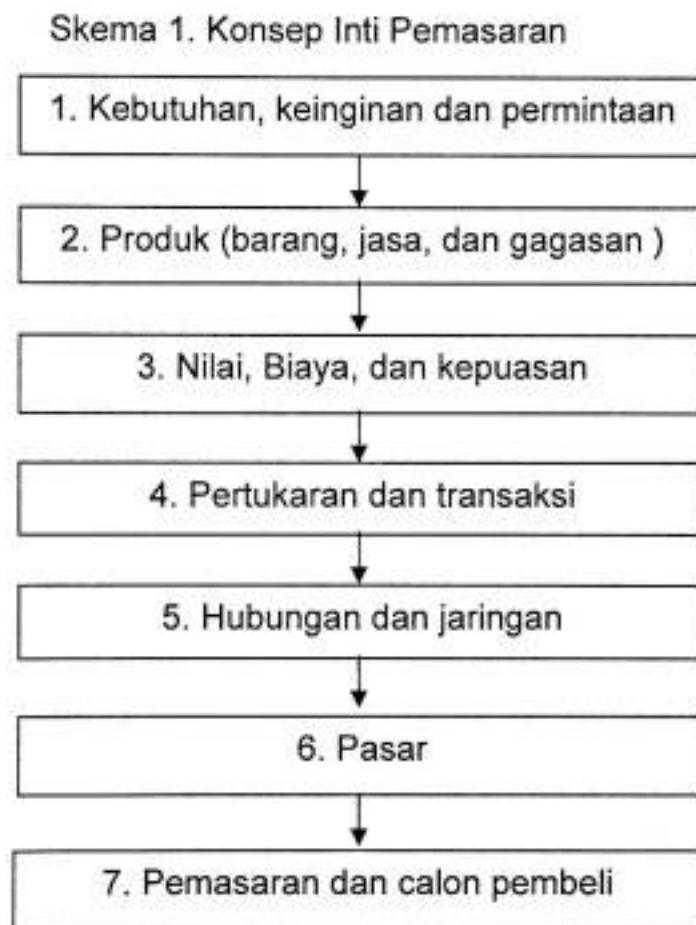 Skema 1. Konsep Inti Pemasaran
1. Kebutuhan, keinginan dan permintaan
2. Produk (barang, jasa, dan gagasan )
3. Nilai, Biaya, dan kepuasan
4. Pertukaran dan transaksi
5. Hubungan dan jaringan
6. Pasar
7. Pemasaran dan calon pembeli